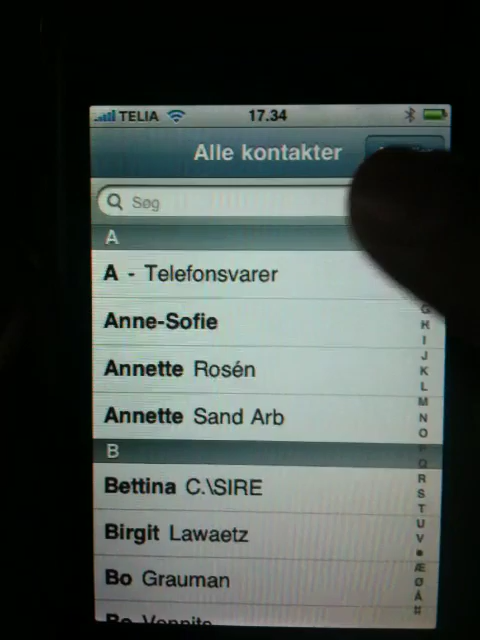 TELIA 17.34
Alle kontakter
Søg
A
A - Telefonsvarer
Anne-Sofie
Annette Rosén
Annette Sand Arb
B
Bettina C.\SIRE
Birgit Lawaetz
Bo Grauman
G
H
I
J
K
L
M
N
O
P
Q
R
S
T
U
V
Æ
Ø
Å
#